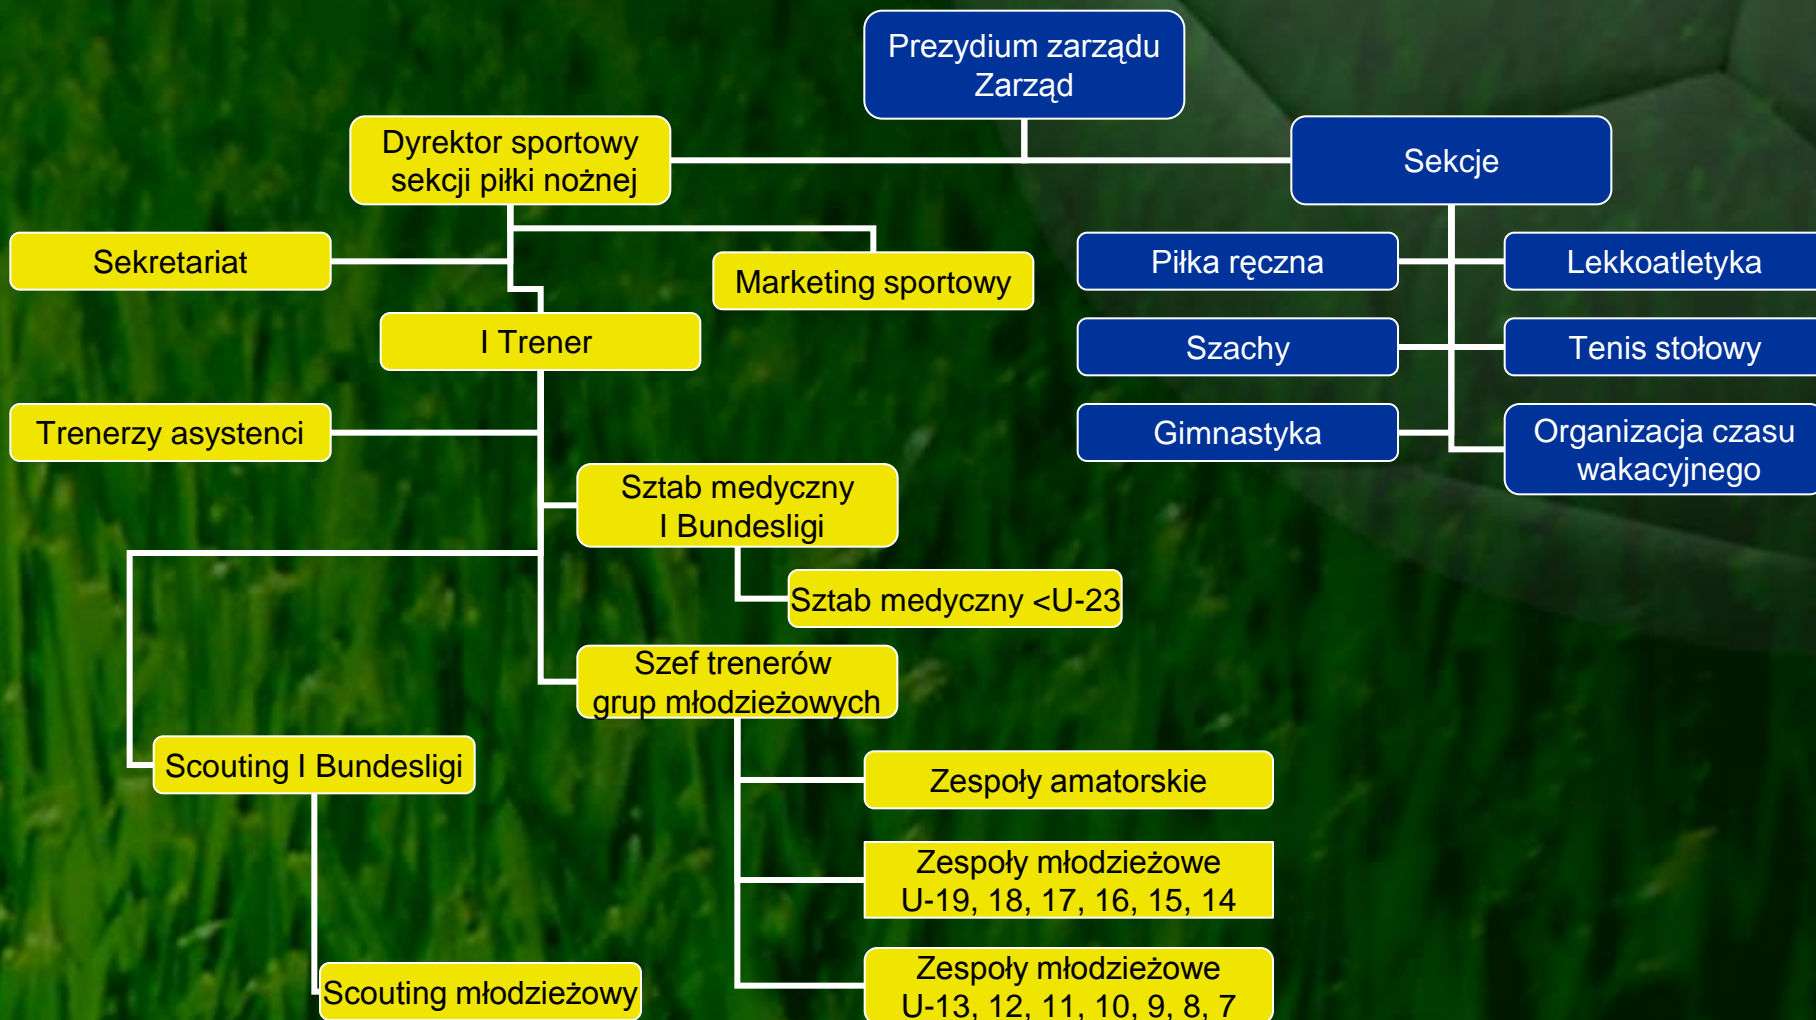 Prezydium zarządu
Zarząd
Dyrektor sportowy
sekcji piłki nożnej
Sekcje
Sekretariat
Marketing sportowy
Piłka ręczna
Lekkoatletyka
I Trener
Szachy
Tenis stołowy
Trenerzy asystenci
Gimnastyka
Organizacja czasu
wakacyjnego
Sztab medyczny
I Bundesligi
Sztab medyczny <U-23
Szef trenerów
grup młodzieżowych
Scouting I Bundesligi
Zespoły amatorskie
Zespoły młodzieżowe
U-19, 18, 17, 16, 15, 14
Scouting młodzieżowy
Zespoły młodzieżowe
U-13, 12, 11, 10, 9, 8, 7